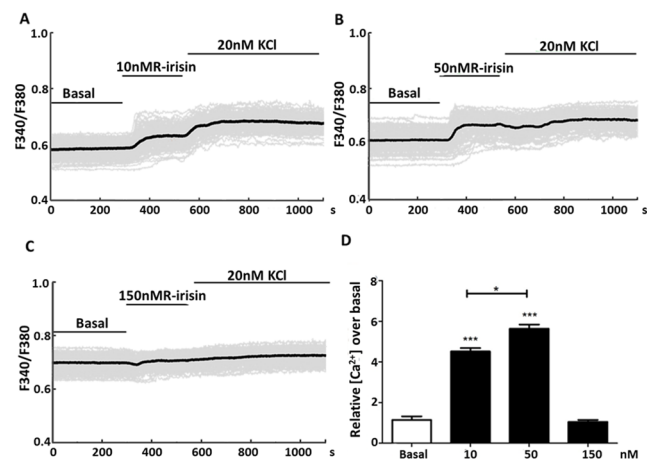 A
20nM KCl
10nMR-irisin
Basal
F340/F380
1.0
0.8
0.6
0.4
0 200 400 600 800 1000 s
B
20nM KCl
50nMR-irisin
Basal
F340/F380
1.0
0.8
0.6
0.4
0 200 400 600 800 1000 s
C
20nM KCl
150nMR-irisin
Basal
F340/F380
1.0
0.8
0.6
0.4
0 200 400 600 800 1000 s
D
Relative [Ca²⁺] over basal
8
6
4
2
0
*
***
***
Basal 10 50 150 nM